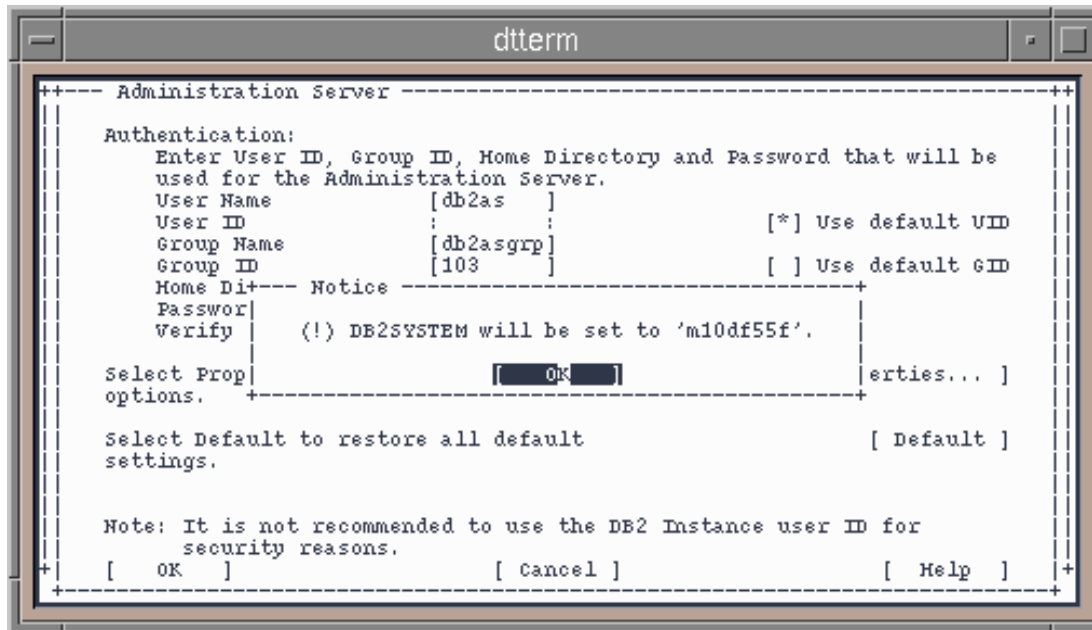 dtterm
Administration Server
Authentication:
Enter User ID, Group ID, Home Directory and Password that will be
used for the Administration Server.
User Name [db2as ]
User ID : : [*] Use default UID
Group Name [db2asgrp]
Group ID [103 ] [ ] Use default GID
Home Di Notice
Passwor
Verify (!) DB2SYSTEM will be set to 'm10df55f'.
Select Prop [ OK ] erties... ]
options.
Select Default to restore all default [ Default ]
settings.
Note: It is not recommended to use the DB2 Instance user ID for
security reasons.
[ OK ] [ Cancel ] [ Help ]